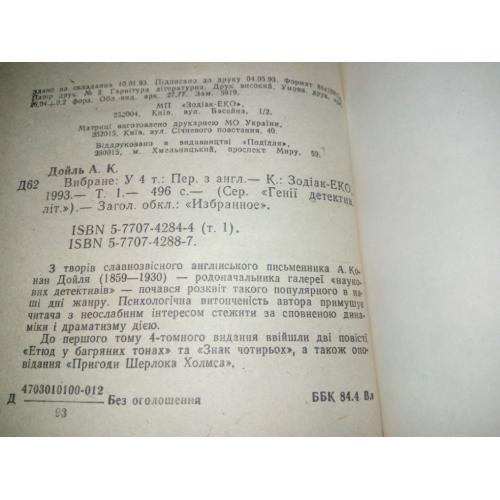 Здано на складання 10.01.93. Підписано до друку 04.05.93. Формат
Папір друк. № 2. Гарнітура літературна. Друк високий. Умовн. друк.
26,04+0,2 форз. Обл.-вид. арк. 27,77. Зам.
МП «Зодіак-ЕКО»,
252004, Київ, вул. Басейна, 1/2.
Матриці виготовлено друкарнею МО України,
252015, Київ, вул. Січневого повстання, 40.
Віддруковано в видавництві «Поділля»,
280015, м. Хмельницький, проспект Миру, 59.
Дойль А. К.
Д62 Вибране: У 4 т.: Пер. з англ.— К.: Зодіак-ЕКО,
1993.— Т. 1.— 496 с.— (Сер. «Генії детектив.
літ.»).— Загол. обкл.: «Избранное».
ISBN 5-7707-4284-4 (т. 1).
ISBN 5-7707-4288-7.
З творів славнозвісного англійського письменника А. Ко-
нан Дойля (1859—1930) — родоначальника галереї «науко-
вих детективів» — почався розквіт такого популярного в на-
ші дні жанру. Психологічна витонченість автора примушує
читача з неослабним інтересом стежити за сповненою дина-
міки і драматизму дією.
До першого тому 4-томного видання ввійшли дві повісті
«Етюд у багряних тонах» та «Знак чотирьох», а також опо-
відання «Пригоди Шерлока Холмса».
Д 4703010100-012 Без оголошення ББК 84.4 Вл
93